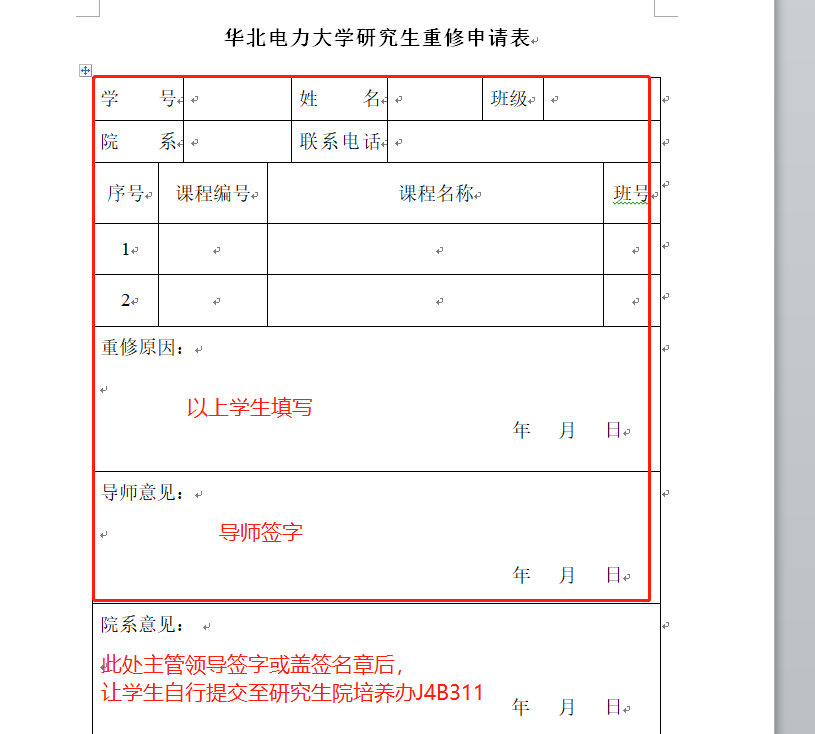 华北电力大学研究生重修申请表
学 号 姓 名 班级
院 系 联系电话
序号 课程编号 课程名称 班号
1
2
重修原因：
以上学生填写
年 月 日
导师意见：
导师签字
年 月 日
院系意见：
此处主管领导签字或盖签名章后，
让学生自行提交至研究生院培养办J4B311
年 月 日